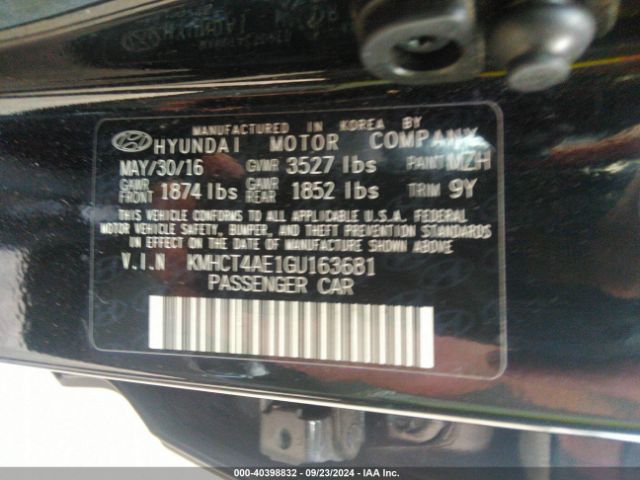 MANUFACTURED IN KOREA BY
HYUNDAI MOTOR COMPANY
MAY/30/16 GVWR 3527 lbs PAINT MZH
GAWR FRONT 1874 lbs GAWR REAR 1852 lbs TRIM 9Y
THIS VEHICLE CONFORMS TO ALL APPLICABLE U.S.A. FEDERAL
MOTOR VEHICLE SAFETY, BUMPER, AND THEFT PREVENTION STANDARDS
IN EFFECT ON THE DATE OF MANUFACTURE SHOWN ABOVE
V.I.N KMHCT4AE1GU163681
PASSENGER CAR
000-40398832 - 09/23/2024 - IAA Inc.